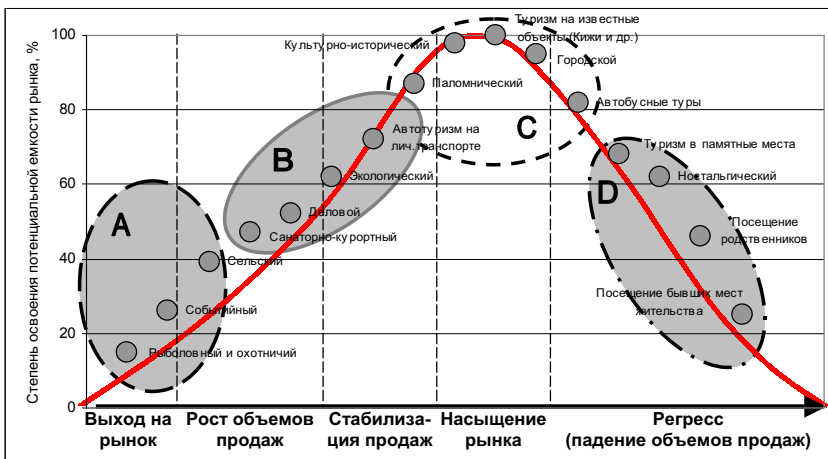 Степень освоения потенциальной емкости рынка, %
100
80
60
40
20
0
Туризм на известные
объекты (Кижи и др.)
Культурно-исторический
Городской
Паломнический
Автобусные туры
C
Автотуризм на
лич.транспорте
B
Экологический
Туризм в памятные места
Ностальгический
D
A
Деловой
Санаторно-курортный
Посещение
родственников
Сельский
Событийный
Посещение бывших мест
жительства
Рыболовный и охотничий
Выход на
рынок
Рост объемов
продаж
Стабилиза-
ция продаж
Насыщение
рынка
Регресс
(падение объемов продаж)